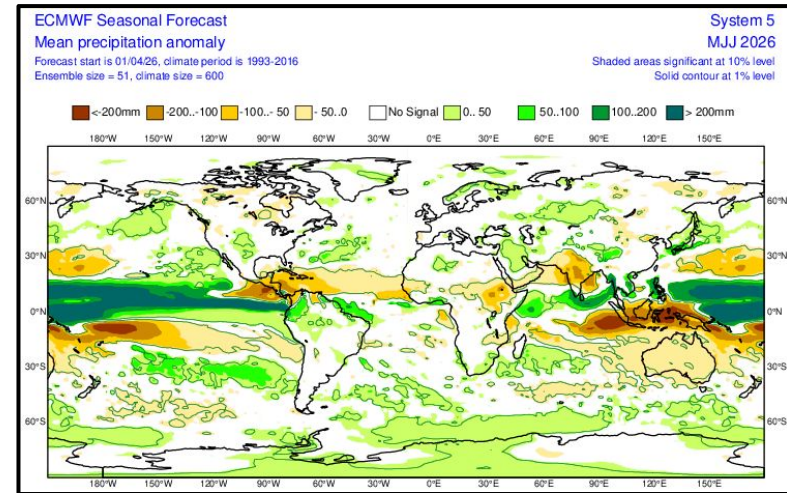 ECMWF Seasonal Forecast
System 5
Mean precipitation anomaly
MJJ 2026
Forecast start is 01/04/26, climate period is 1993-2016
Shaded areas significant at 10% level
Ensemble size = 51, climate size = 600
Solid contour at 1% level
<-200mm -200..-100 -100..- 50 - 50..0 No Signal 0.. 50 50..100 100..200 > 200mm
180°W 150°W 120°W 90°W 60°W 30°W 0°E 30°E 60°E 90°E 120°E 150°E
60°N 60°N
30°N 30°N
0°N 0°N
30°S 30°S
60°S 60°S
180°W 150°W 120°W 90°W 60°W 30°W 0°E 30°E 60°E 90°E 120°E 150°E